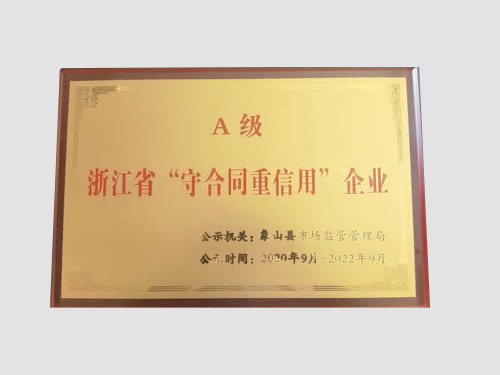 A 级
浙江省“守合同重信用”企业
公示机关：象山县市场监督管理局
公示时间：2020年9月-2022年9月